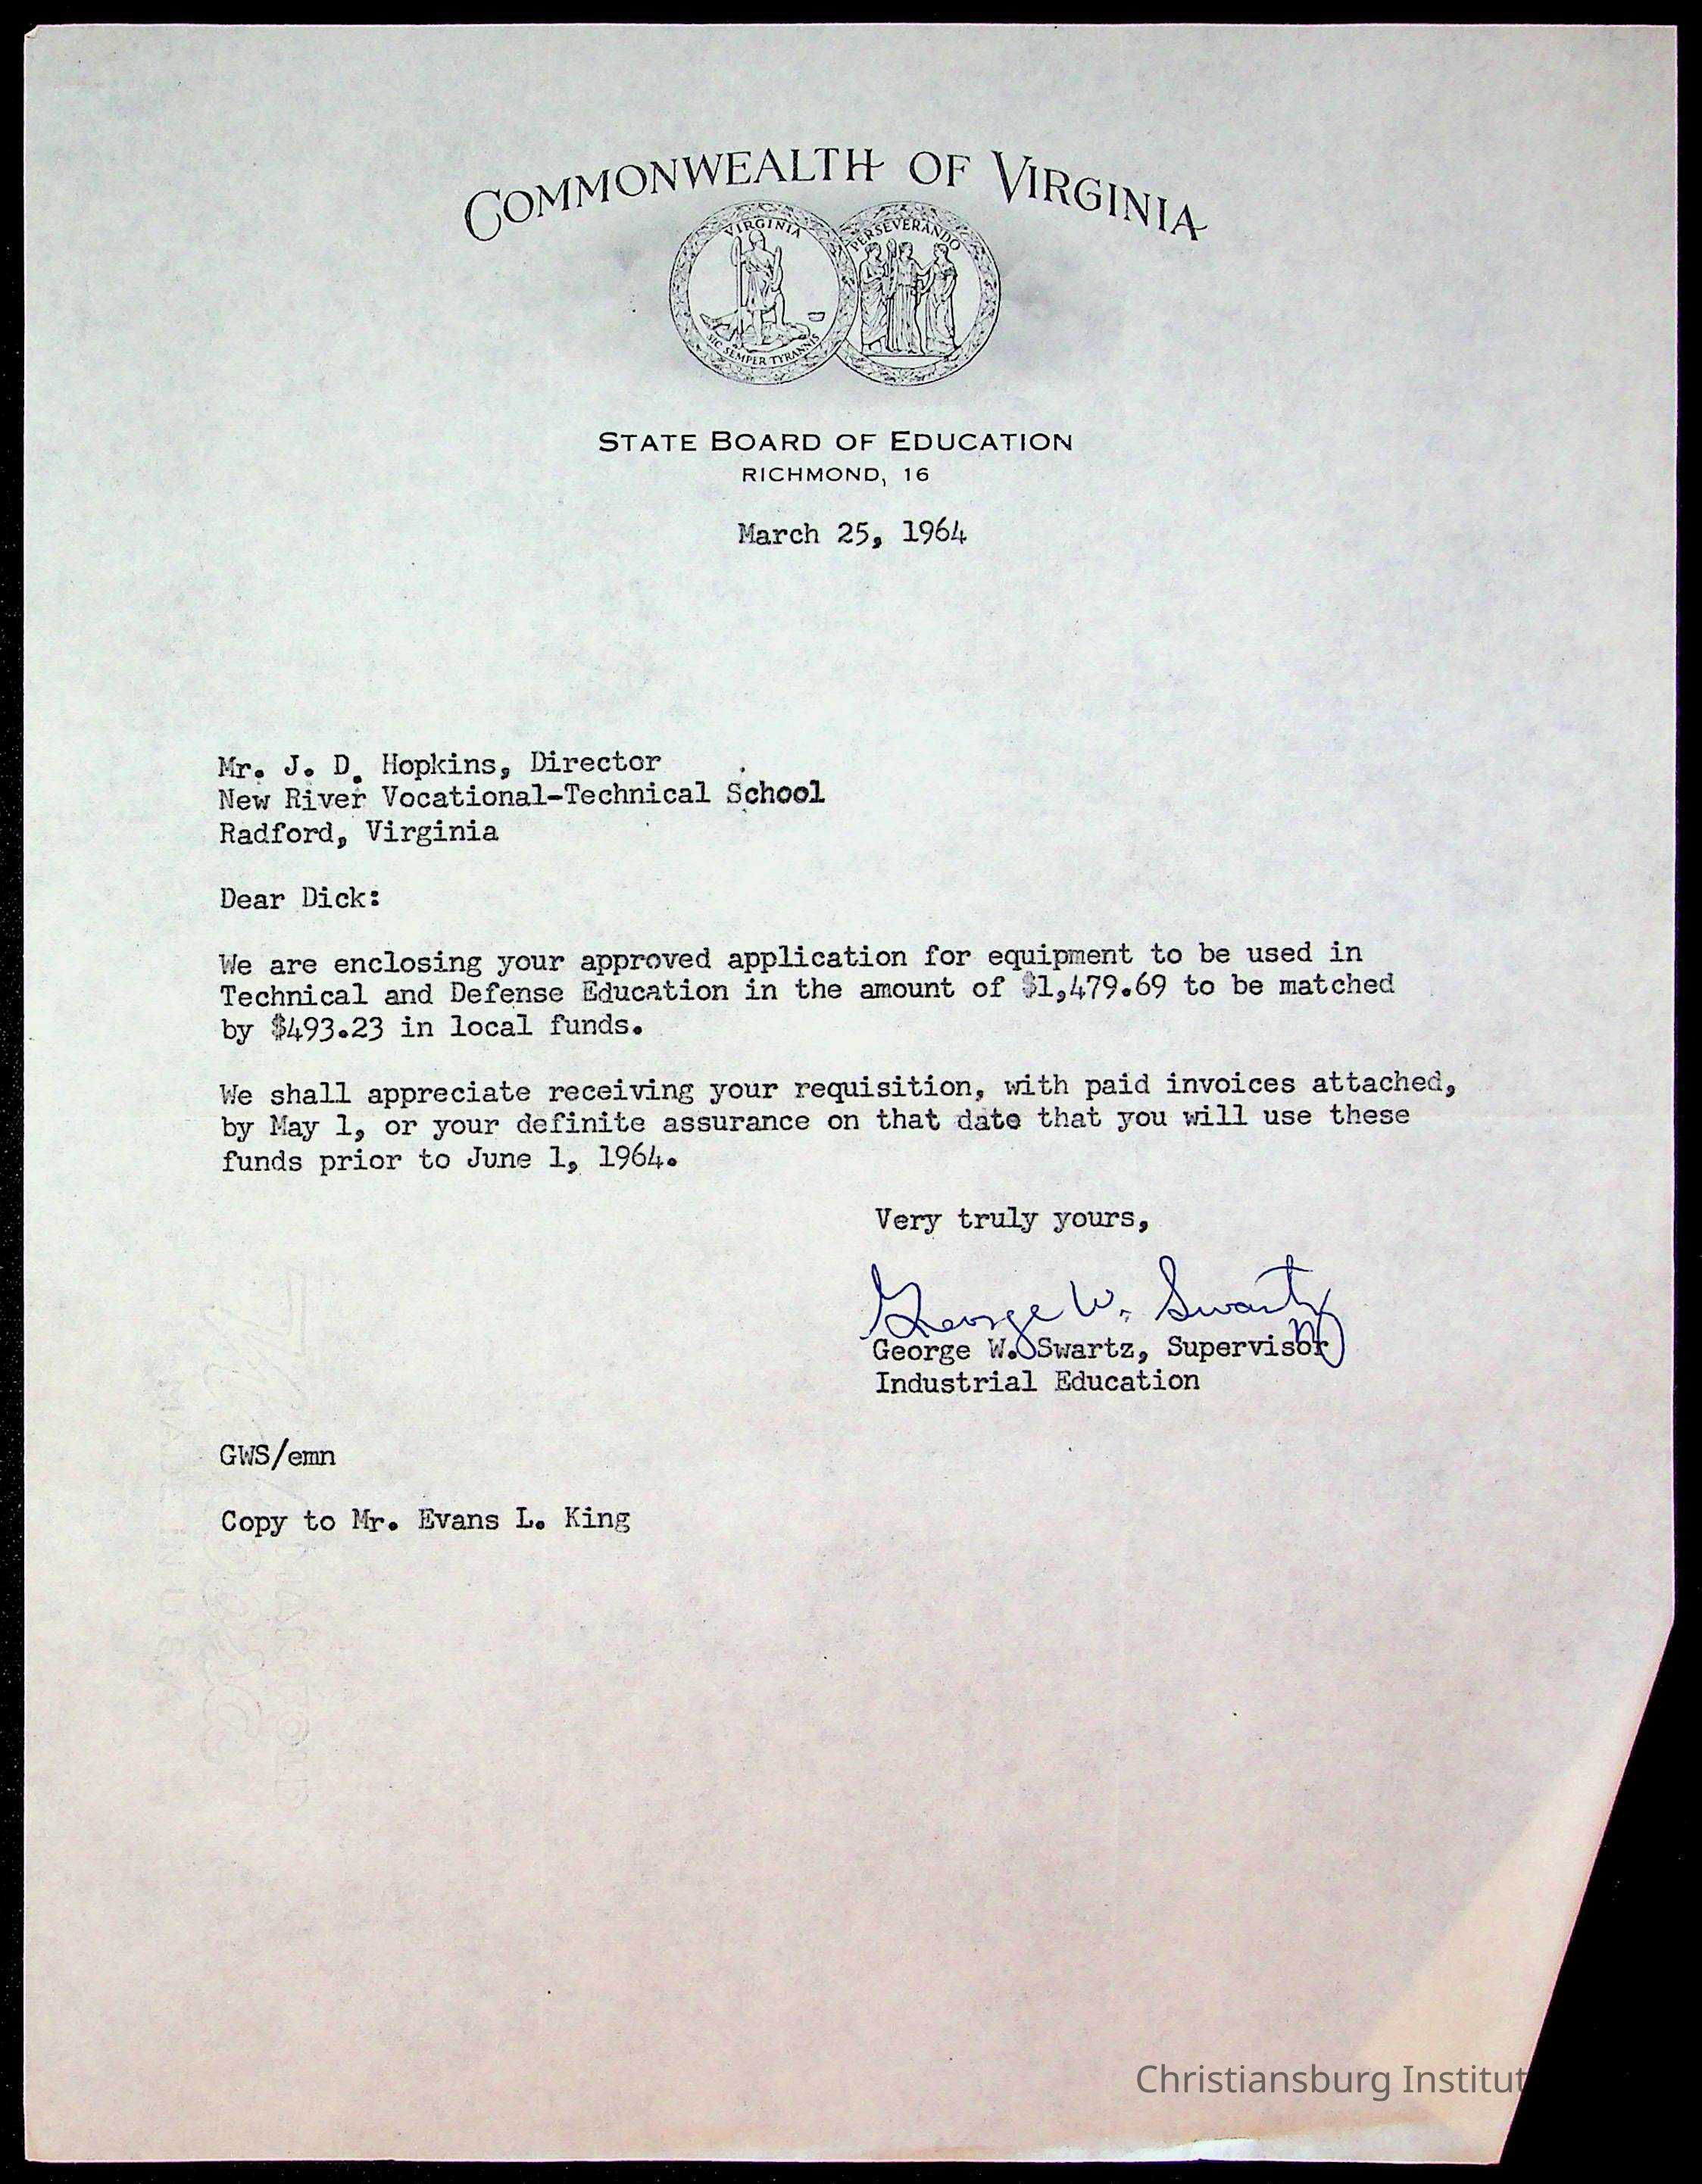 COMMONWEALTH OF VIRGINIA
VIRGINIA
PERSEVERANDO
SIC SEMPER TYRANNIS
STATE BOARD OF EDUCATION
RICHMOND, 16
March 25, 1964
Mr. J. D. Hopkins, Director
New River Vocational-Technical School
Radford, Virginia
Dear Dick:
We are enclosing your approved application for equipment to be used in
Technical and Defense Education in the amount of $1,479.69 to be matched
by $493.23 in local funds.
We shall appreciate receiving your requisition, with paid invoices attached,
by May 1, or your definite assurance on that date that you will use these
funds prior to June 1, 1964.
Very truly yours,
George W. Swartz
George W. Swartz, Supervisor
Industrial Education
GWS/emn
Copy to Mr. Evans L. King
Christiansburg Institut